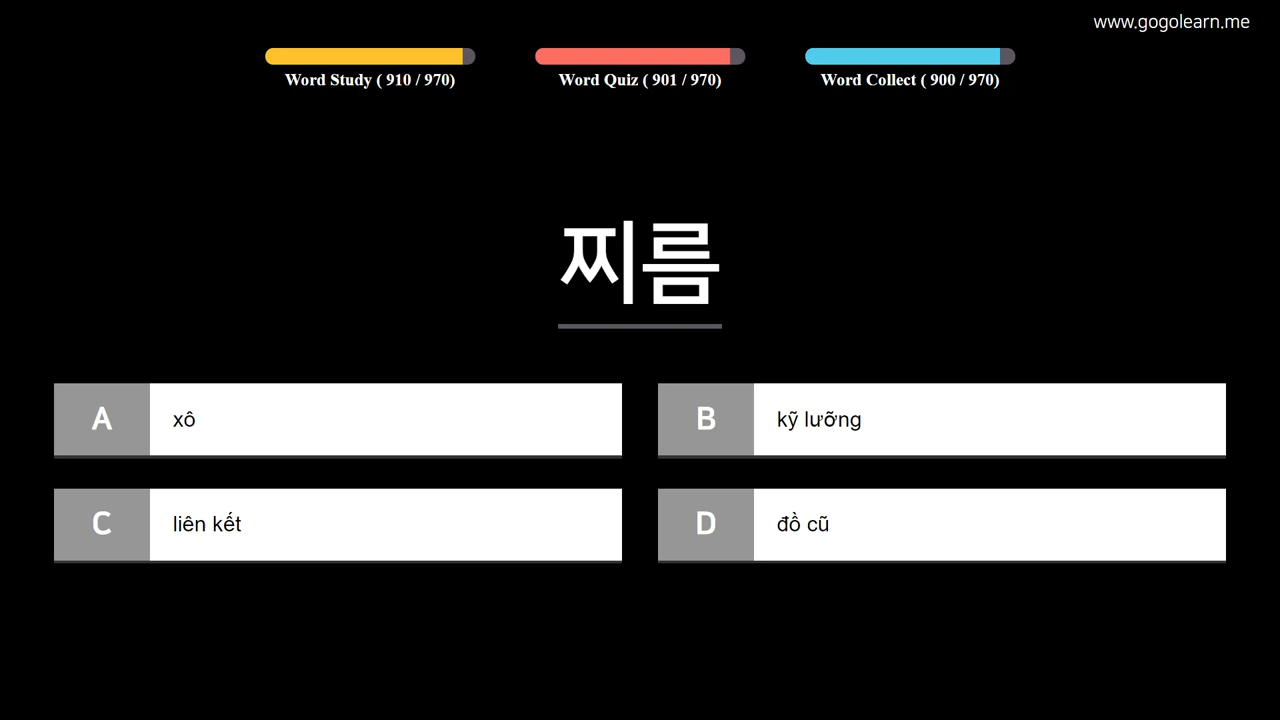 www.gogolearn.me
Word Study ( 910 / 970)
Word Quiz ( 901 / 970)
Word Collect ( 900 / 970)
찌름
A xô
B kỹ lưỡng
C liên kết
D đồ cũ